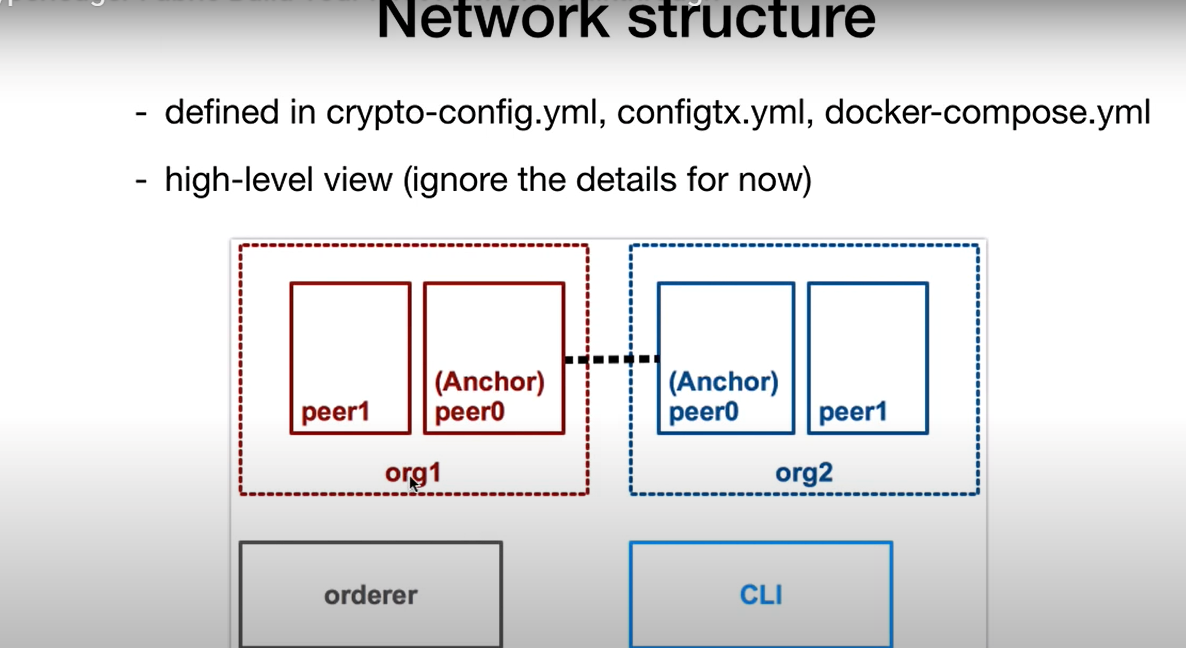 Network structure
- defined in crypto-config.yml, configtx.yml, docker-compose.yml
- high-level view (ignore the details for now)
peer1
(Anchor)
peer0
(Anchor)
peer0
peer1
org1
org2
orderer
CLI